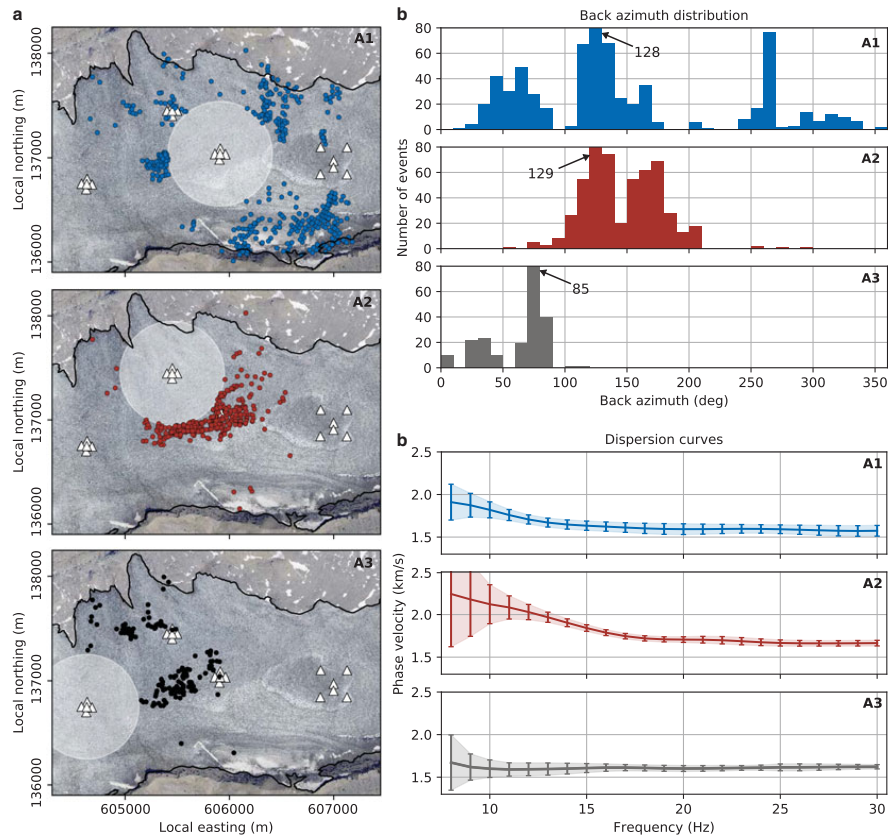 a
A1
138000
137000
136000
Local northing (m)
A2
138000
137000
136000
Local northing (m)
A3
138000
137000
136000
Local northing (m)
605000 606000 607000
Local easting (m)
b
Back azimuth distribution
80
60
40
20
0
128
A1
80
60
40
20
0
129
A2
Number of events
80
60
40
20
0
85
A3
0 50 100 150 200 250 300 350
Back azimuth (deg)
b
Dispersion curves
2.5
2.0
1.5
A1
2.5
2.0
1.5
A2
Phase velocity (km/s)
2.5
2.0
1.5
A3
10 15 20 25 30
Frequency (Hz)